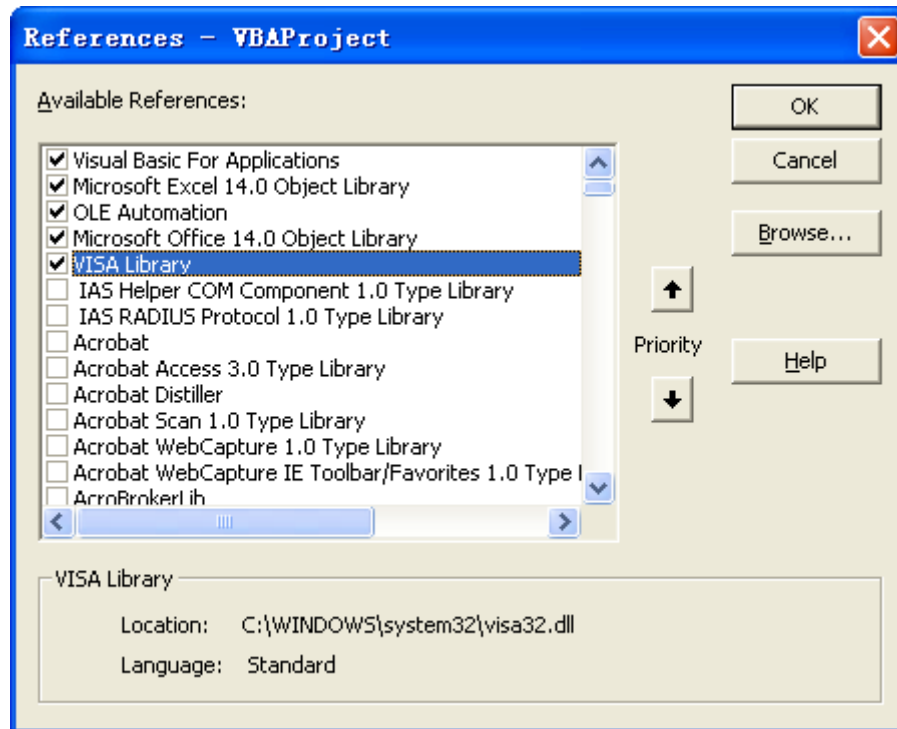 References - VBAProject
Available References:
OK
Cancel
Browse...
Priority
Help
Visual Basic For Applications
Microsoft Excel 14.0 Object Library
OLE Automation
Microsoft Office 14.0 Object Library
VISA Library
IAS Helper COM Component 1.0 Type Library
IAS RADIUS Protocol 1.0 Type Library
Acrobat
Acrobat Access 3.0 Type Library
Acrobat Distiller
Acrobat Scan 1.0 Type Library
Acrobat WebCapture 1.0 Type Library
Acrobat WebCapture IE Toolbar/Favorites 1.0 Type
AcroBrokerLib
VISA Library
Location: C:\WINDOWS\system32\visa32.dll
Language: Standard